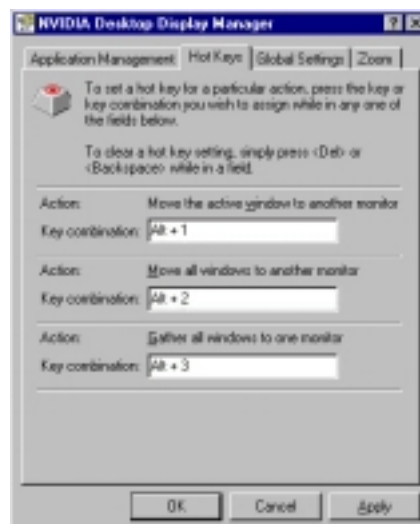 NVIDIA Desktop Display Manager
Application Management Hot Keys Global Settings Zoom
To set a hot key for a particular action, press the key or
key combination you wish to assign while in any one of
the fields below.
To clear a hot key setting, simply press <Del> or
<Backspace> while in a field.
Action: Move the active window to another monitor
Key combination: Alt + 1
Action: Move all windows to another monitor
Key combination: Alt + 2
Action: Gather all windows to one monitor
Key combination: Alt + 3
OK Cancel Apply